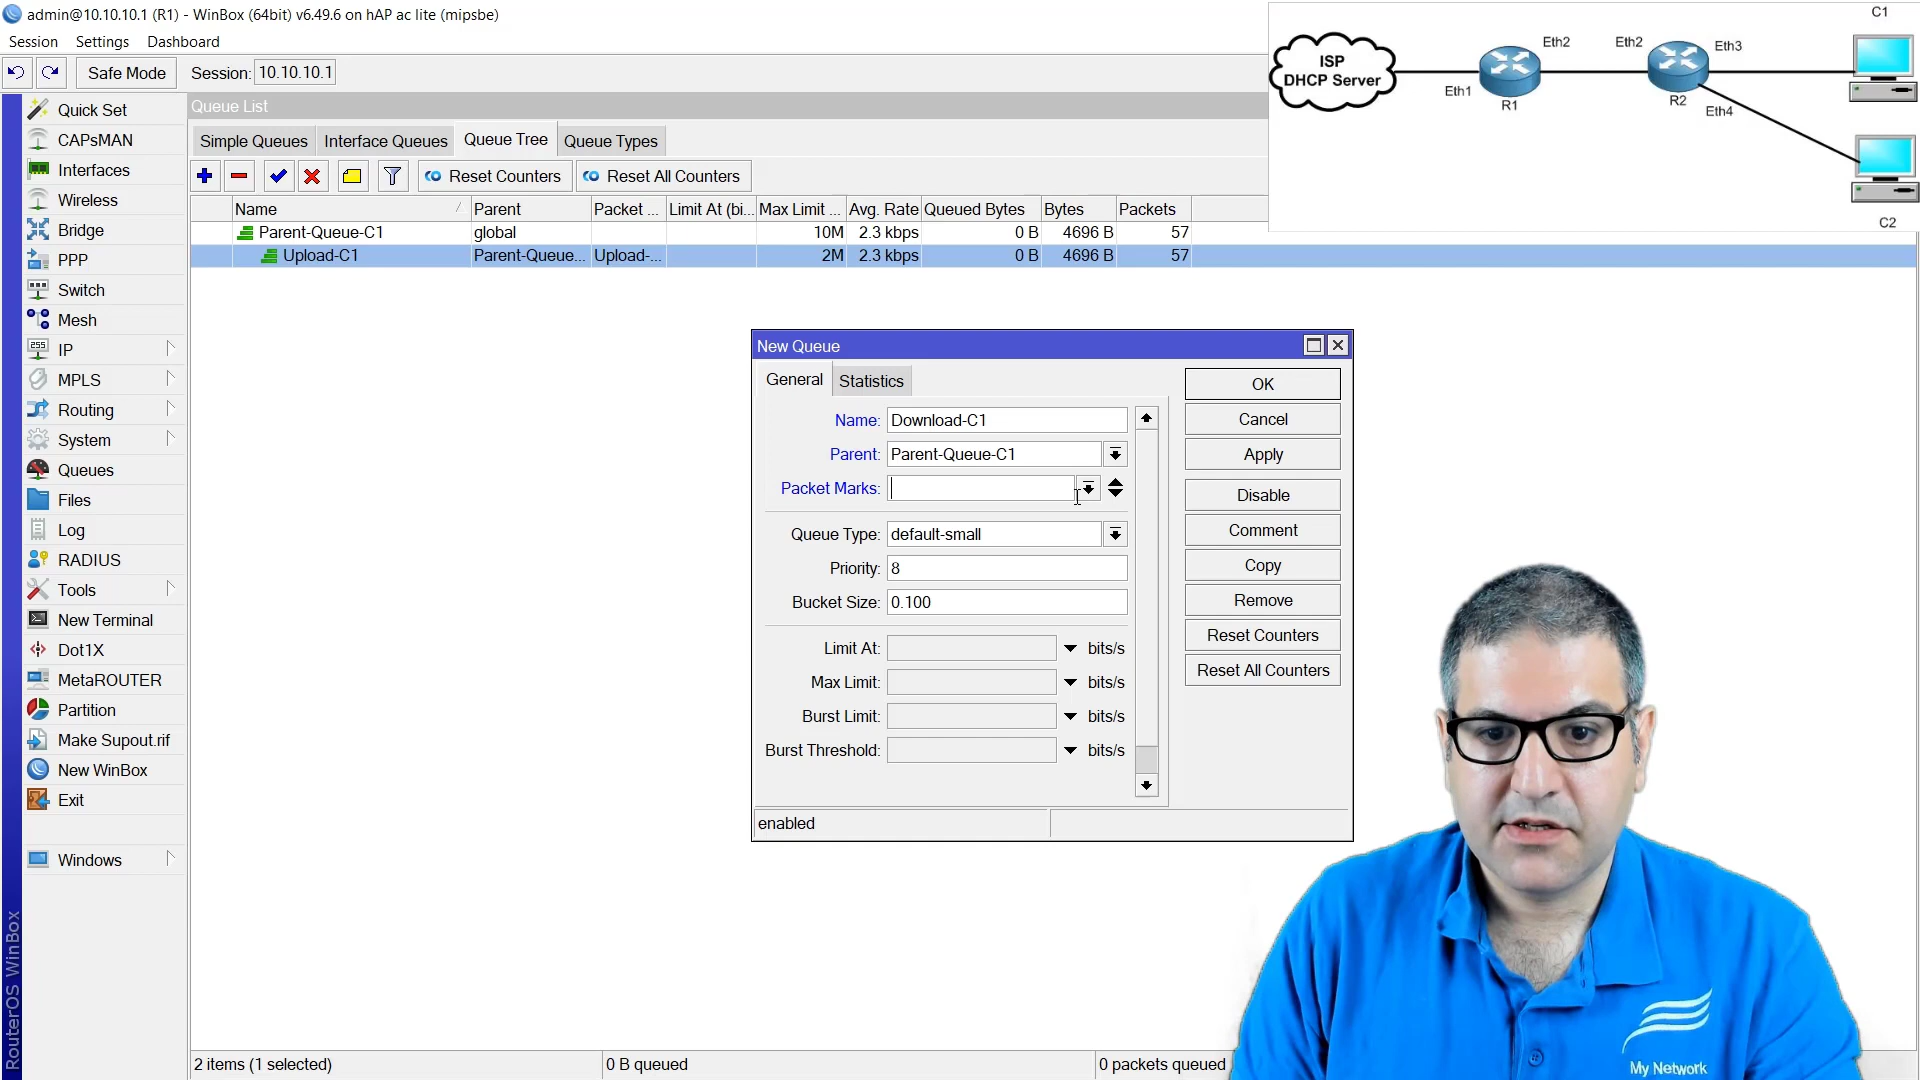 admin@10.10.10.1 (R1) - WinBox (64bit) v6.49.6 on hAP ac lite (mipsbe)
Session Settings Dashboard
Safe Mode Session: 10.10.10.1
Quick Set
CAPsMAN
Interfaces
Wireless
Bridge
PPP
Switch
Mesh
IP
MPLS
Routing
System
Queues
Files
Log
RADIUS
Tools
New Terminal
Dot1X
MetaROUTER
Partition
Make Supout.rif
New WinBox
Exit
Windows
RouterOS WinBox
Queue List
Simple Queues Interface Queues Queue Tree Queue Types
Reset Counters Reset All Counters
Name Parent Packet ... Limit At (bi... Max Limit ... Avg. Rate Queued Bytes Bytes Packets
Parent-Queue-C1 global 10M 2.3 kbps 0 B 4696 B 57
Upload-C1 Parent-Queue... Upload-... 2M 2.3 kbps 0 B 4696 B 57
New Queue
General Statistics
Name: Download-C1
Parent: Parent-Queue-C1
Packet Marks:
Queue Type: default-small
Priority: 8
Bucket Size: 0.100
Limit At: bits/s
Max Limit: bits/s
Burst Limit: bits/s
Burst Threshold: bits/s
OK
Cancel
Apply
Disable
Comment
Copy
Remove
Reset Counters
Reset All Counters
enabled
2 items (1 selected) 0 B queued 0 packets queued
ISP
DHCP Server
Eth1
R1
Eth2
Eth2
R2
Eth3
Eth4
C1
C2
My Network